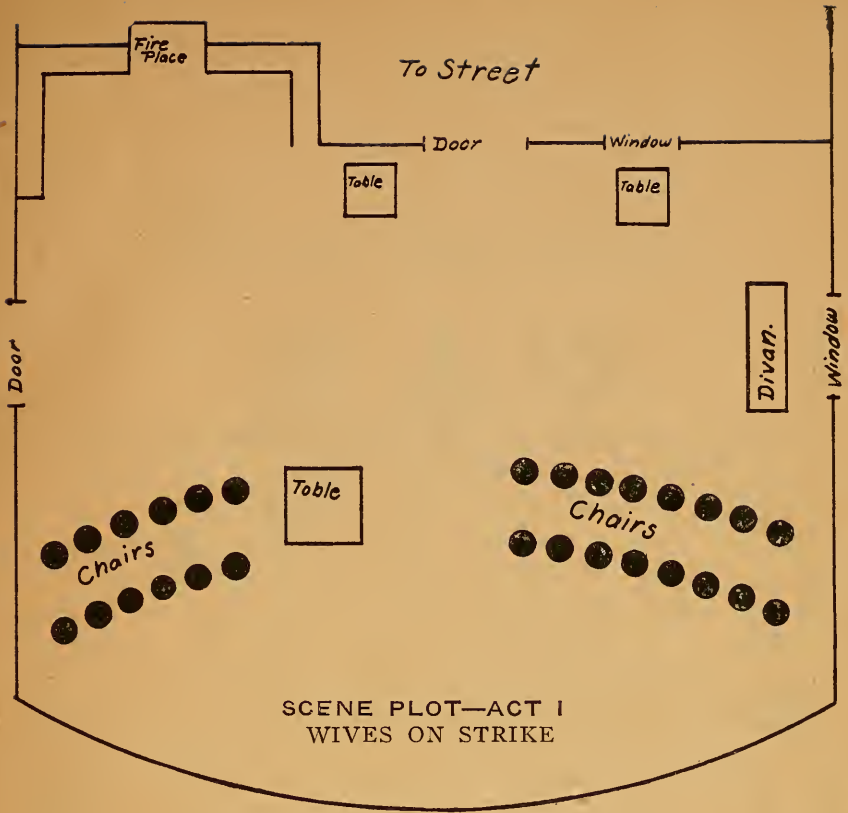 Fire
Place
To Street
Door
Window
Table
Table
Divan.
Window
Door
Table
Chairs
Chairs
SCENE PLOT—ACT I
WIVES ON STRIKE